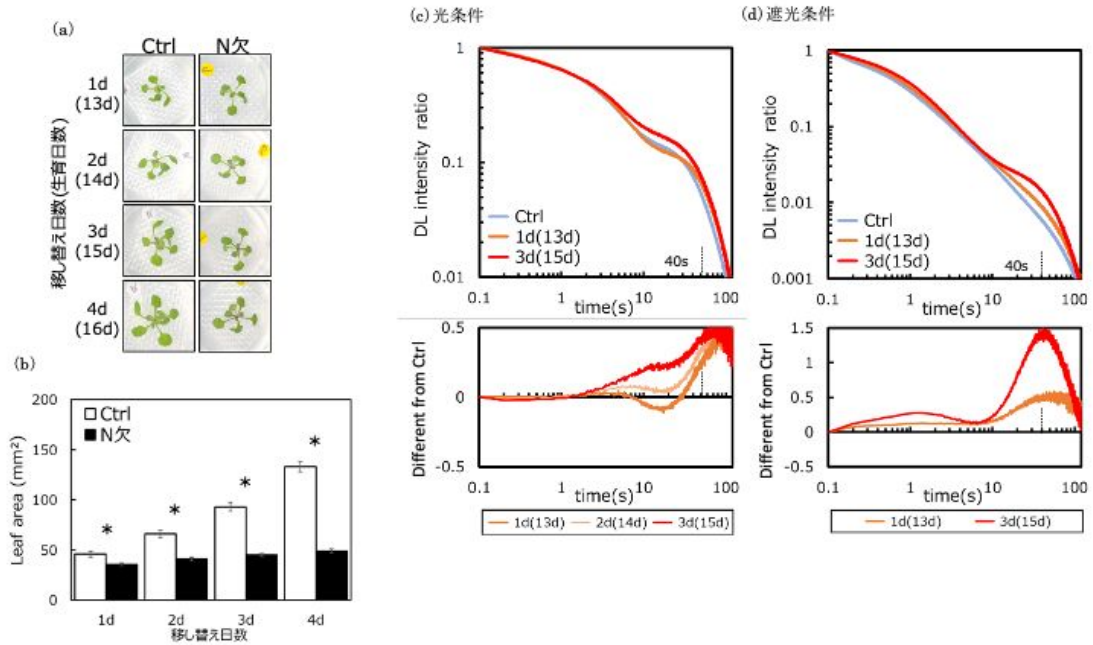 (a)
Ctrl
N欠
移し替え日数(生育日数)
1d
(13d)
2d
(14d)
3d
(15d)
4d
(16d)
(b)
Leaf area (mm²)
200
150
100
50
0
Ctrl
N欠
*
*
*
*
1d
2d
3d
4d
移し替え日数
(c) 光条件
DL intensity ratio
1
0.1
0.01
Ctrl
1d(13d)
3d(15d)
40s
0.1
1
10
100
time(s)
Different from Ctrl
0.5
0
-0.5
0.1
1
10
100
time(s)
1d(13d)
2d(14d)
3d(15d)
(d) 遮光条件
DL intensity ratio
1
0.1
0.01
0.001
Ctrl
1d(13d)
3d(15d)
40s
0.1
1
10
100
time(s)
Different from Ctrl
1.5
1
0.5
0
-0.5
0.1
1
10
100
time(s)
1d(13d)
3d(15d)